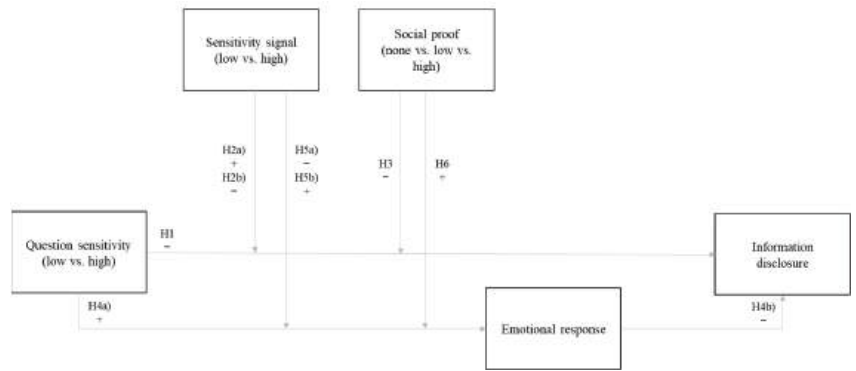 Sensitivity signal
(low vs. high)
Social proof
(none vs. low vs.
high)
H2a)
+
H2b)
−
H5a)
−
H5b)
+
H3
−
H6
+
Question sensitivity
(low vs. high)
H1
−
Information
disclosure
H4a)
+
Emotional response
H4b)
−